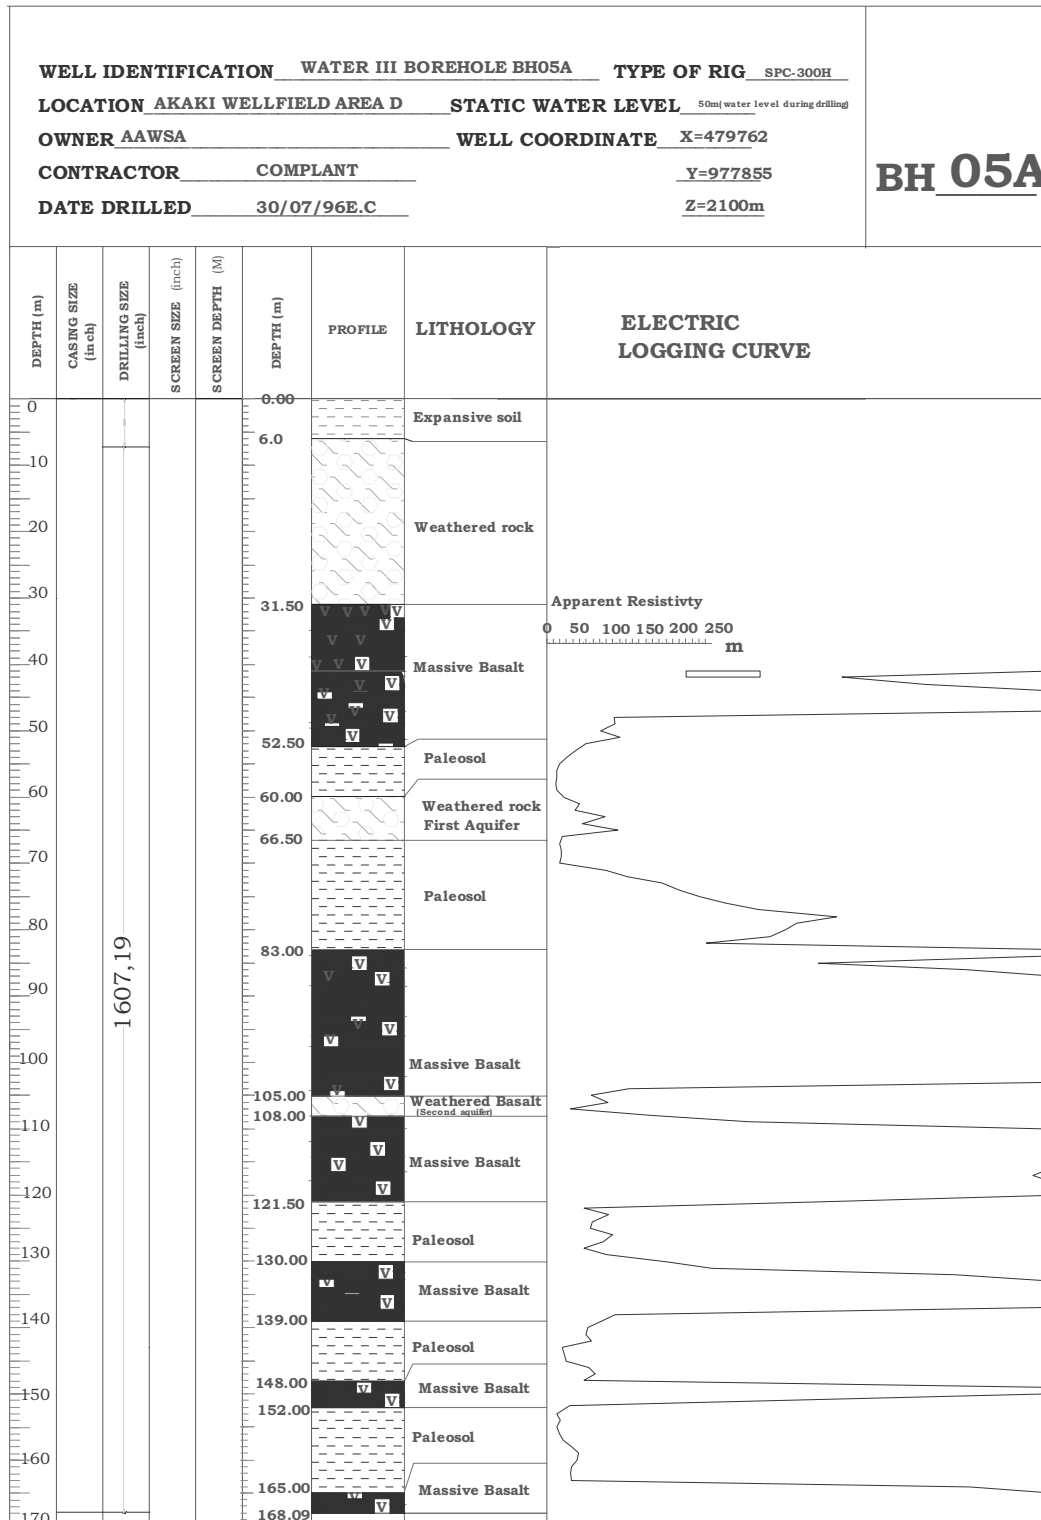 WELL IDENTIFICATION WATER III BOREHOLE BH05A TYPE OF RIG SPC-300H
LOCATION AKAKI WELLFIELD AREA D STATIC WATER LEVEL 50m(water level during drilling)
OWNER AAWSA WELL COORDINATE X=479762
CONTRACTOR COMPLANT Y=977855
DATE DRILLED 30/07/96E.C Z=2100m
BH 05A
DEPTH (m)
CASING SIZE (inch)
DRILLING SIZE (inch)
SCREEN SIZE (inch)
SCREEN DEPTH (M)
DEPTH (m)
PROFILE
LITHOLOGY
ELECTRIC
LOGGING CURVE
0
10
20
30
40
50
60
70
80
90
100
110
120
130
140
150
160
170
1607,19
0.00
6.0
31.50
52.50
60.00
66.50
83.00
105.00
108.00
121.50
130.00
139.00
148.00
152.00
165.00
168.09
Expansive soil
Weathered rock
Massive Basalt
Paleosol
Weathered rock
First Aquifer
Paleosol
Massive Basalt
Weathered Basalt
(Second aquifer)
Massive Basalt
Paleosol
Massive Basalt
Paleosol
Massive Basalt
Paleosol
Massive Basalt
Apparent Resistivty
0 50 100 150 200 250
m